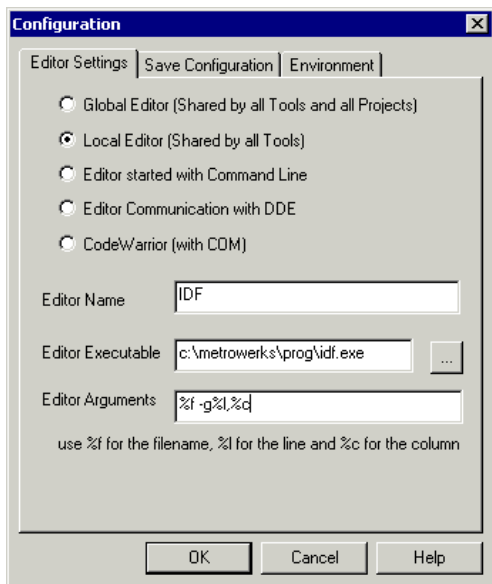 Configuration
Editor Settings Save Configuration Environment
Global Editor (Shared by all Tools and all Projects)
Local Editor (Shared by all Tools)
Editor started with Command Line
Editor Communication with DDE
CodeWarrior (with COM)
Editor Name IDF
Editor Executable c:\metrowerks\prog\idf.exe ...
Editor Arguments %f -g%l,%c
use %f for the filename, %l for the line and %c for the column
OK Cancel Help